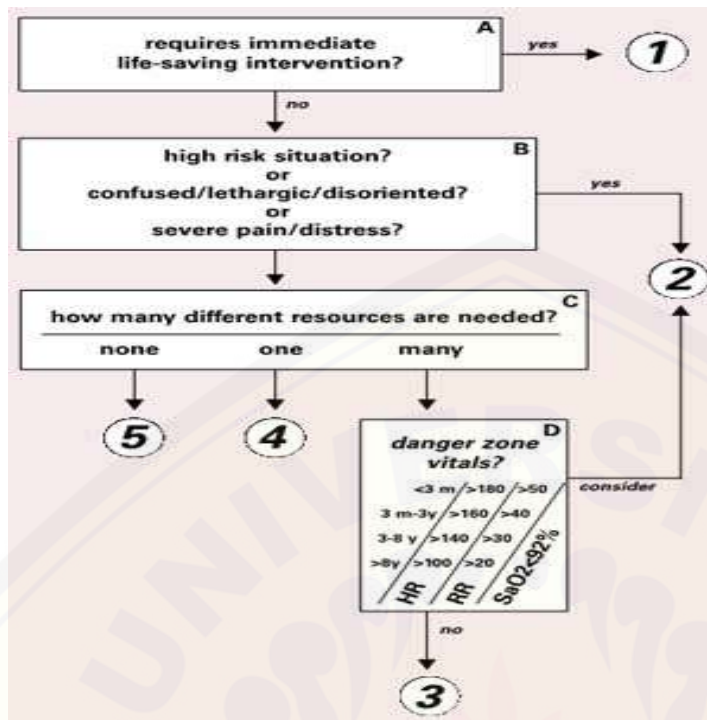 A
requires immediate
life-saving intervention?
yes
1
no
B
high risk situation?
or
confused/lethargic/disoriented?
or
severe pain/distress?
yes
2
C
how many different resources are needed?
none one many
5
4
D
danger zone
vitals?
<3 m >180 >50
3 m-3y >160 >40
3-8 y >140 >30
>8y >100 >20
HR RR SaO2<92%
consider
no
3
UNIVERSI